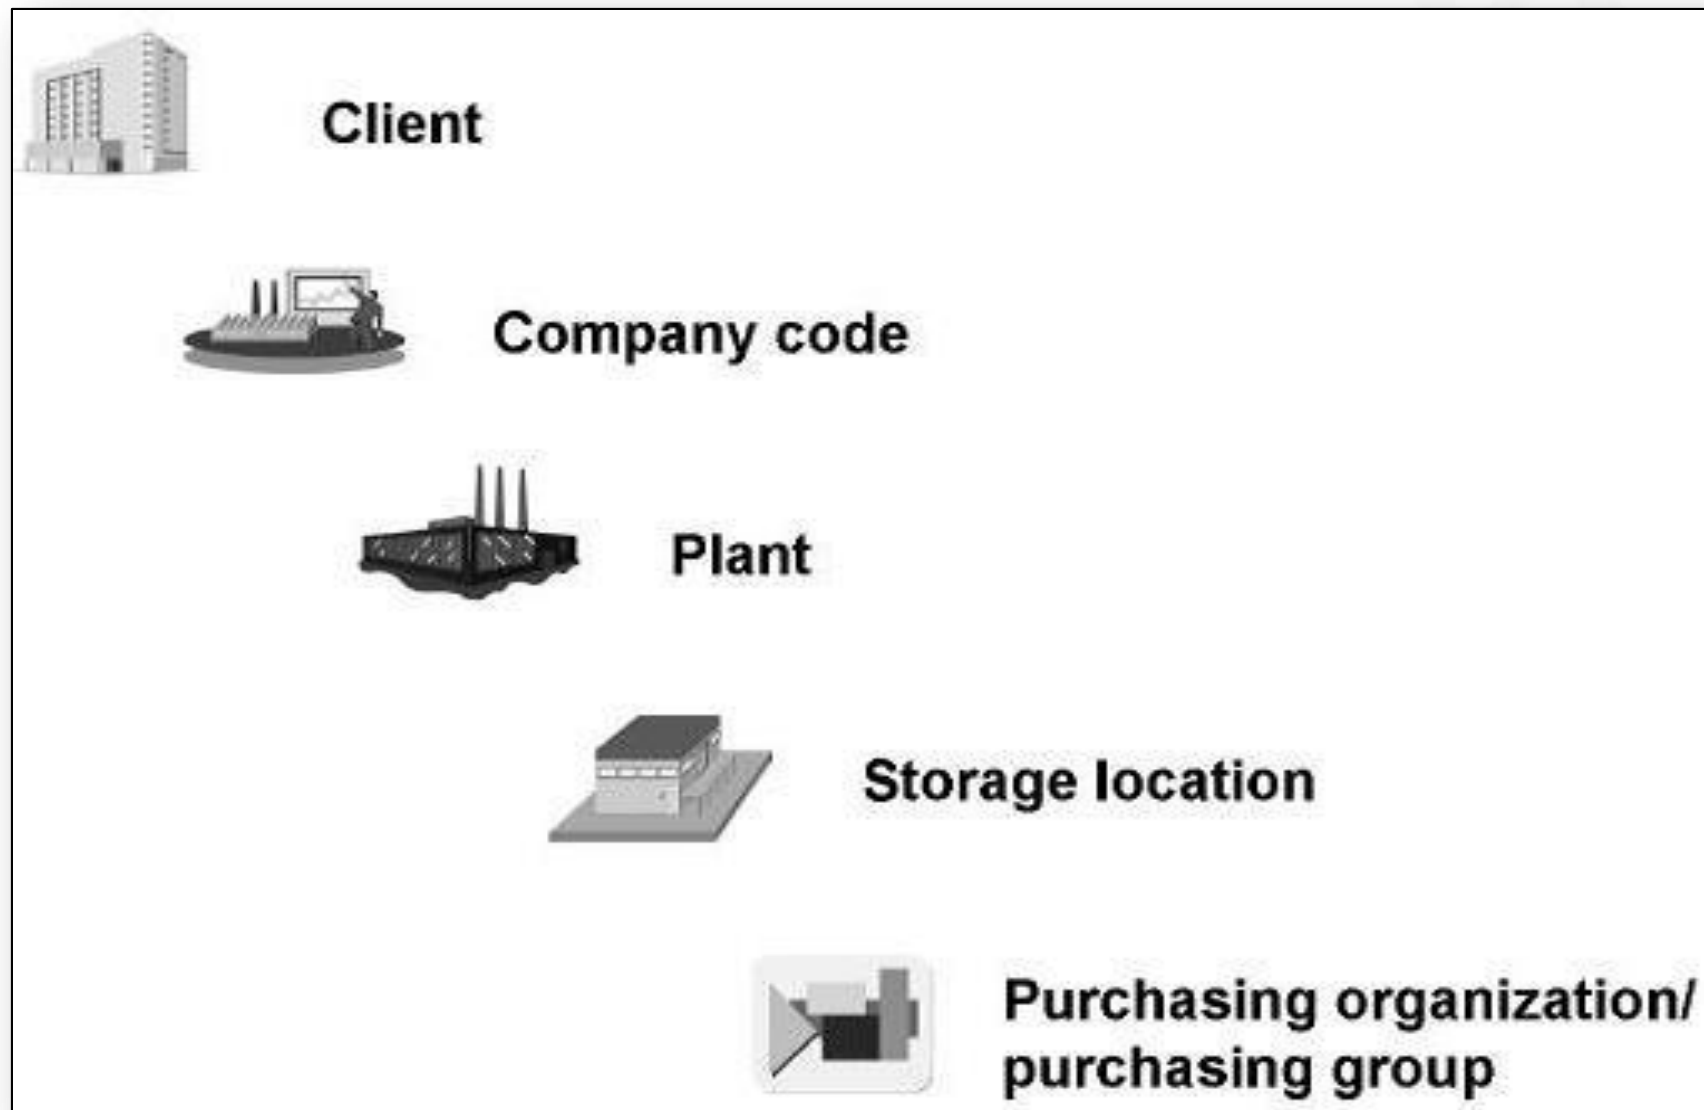 Client
Company code
Plant
Storage location
Purchasing organization/
purchasing group